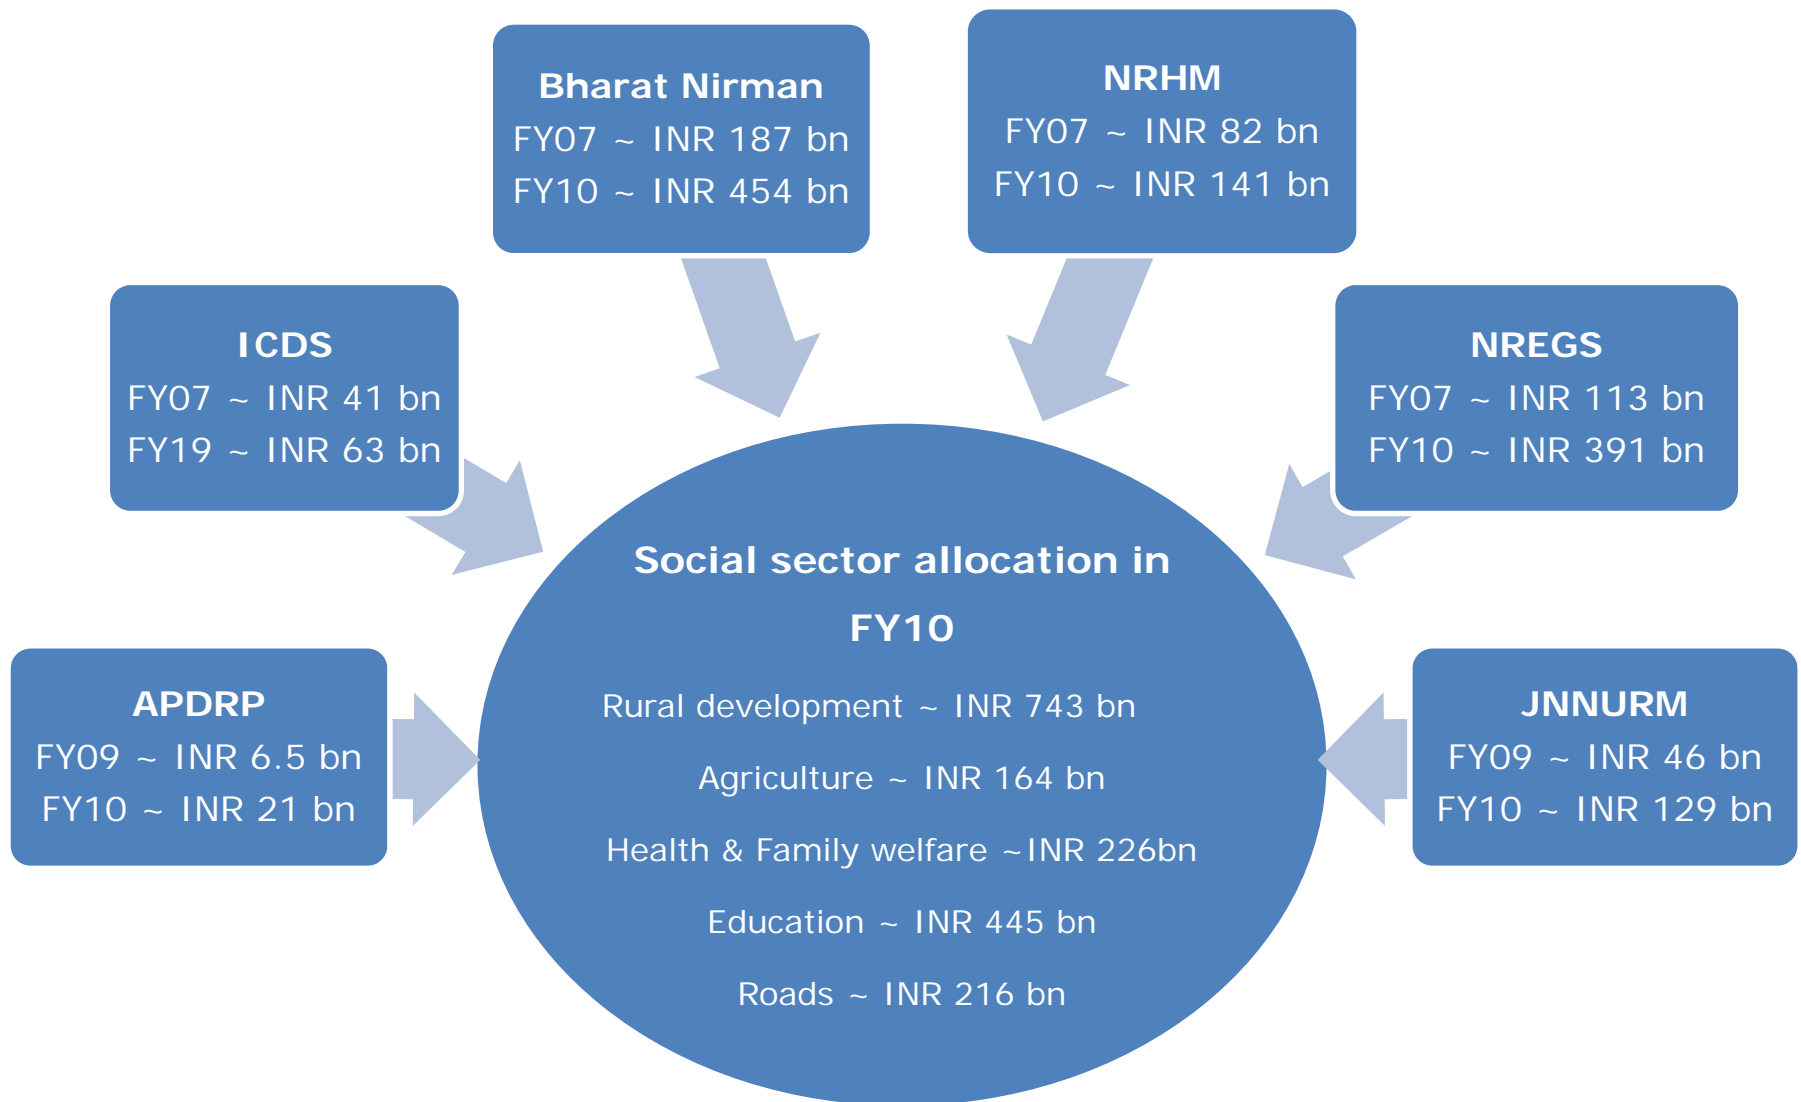 Bharat Nirman
FY07 ~ INR 187 bn
FY10 ~ INR 454 bn
NRHM
FY07 ~ INR 82 bn
FY10 ~ INR 141 bn
ICDS
FY07 ~ INR 41 bn
FY19 ~ INR 63 bn
NREGS
FY07 ~ INR 113 bn
FY10 ~ INR 391 bn
APDRP
FY09 ~ INR 6.5 bn
FY10 ~ INR 21 bn
Social sector allocation in
FY10
Rural development ~ INR 743 bn
Agriculture ~ INR 164 bn
Health & Family welfare ~INR 226bn
Education ~ INR 445 bn
Roads ~ INR 216 bn
JNNURM
FY09 ~ INR 46 bn
FY10 ~ INR 129 bn